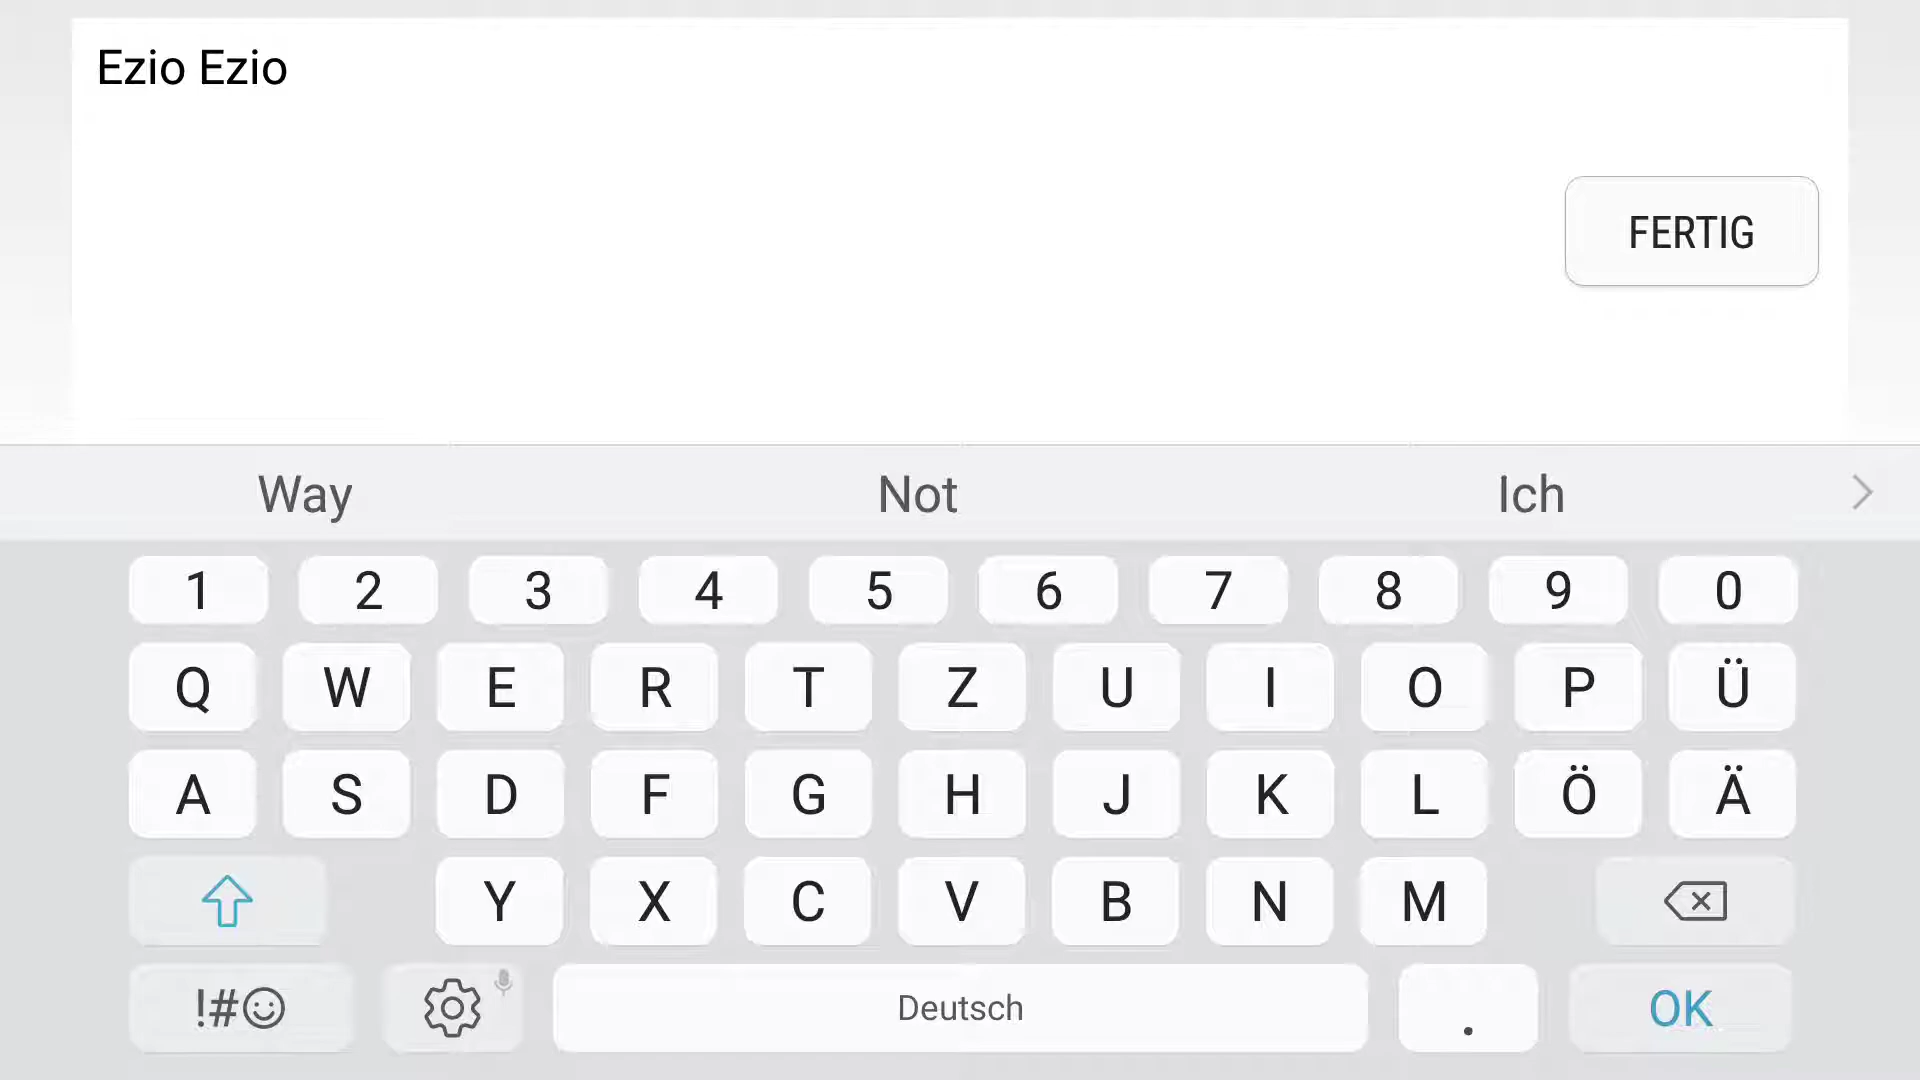 Ezio Ezio
FERTIG
Way Not Ich
1 2 3 4 5 6 7 8 9 0
Q W E R T Z U I O P Ü
A S D F G H J K L Ö Ä
Y X C V B N M
!#☺ Deutsch . OK